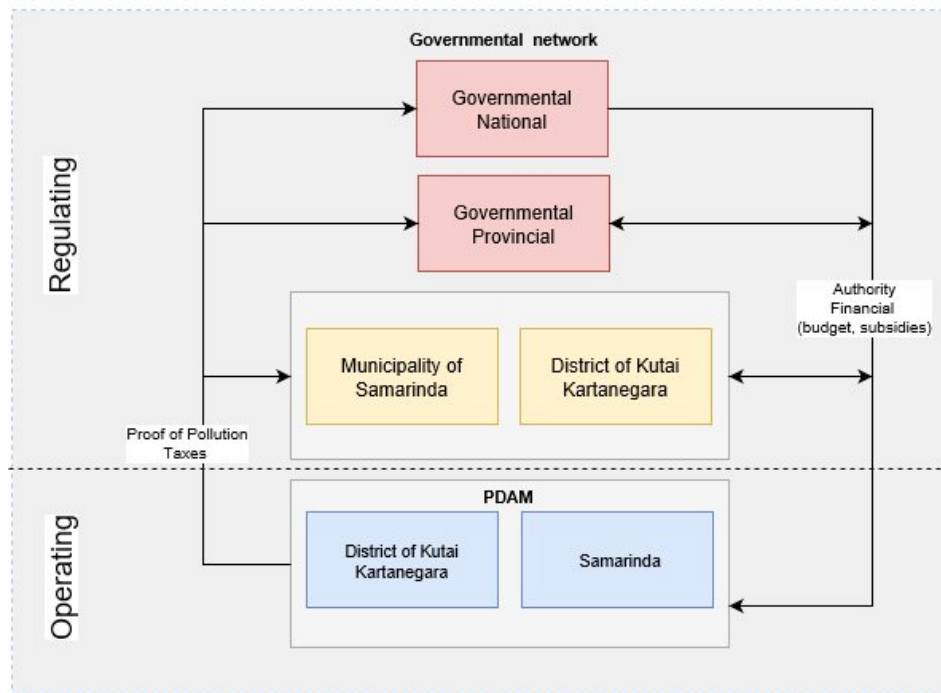 Governmental network
Governmental
National
Regulating
Governmental
Provincial
Authority
Financial
(budget, subsidies)
Municipality of
Samarinda
District of Kutai
Kartanegara
Proof of Pollution
Taxes
PDAM
Operating
District of Kutai
Kartanegara
Samarinda